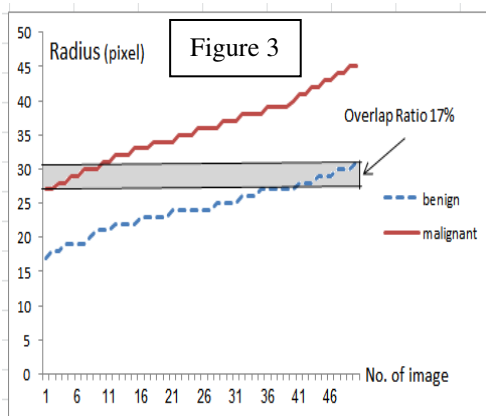 Figure 3
Radius (pixel)
50
45
40
35
30
25
20
15
10
5
0
Overlap Ratio 17%
benign
malignant
No. of image
1 6 11 16 21 26 31 36 41 46